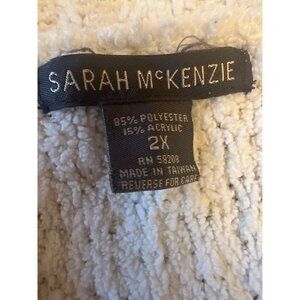 SARAH McKENZIE
85% POLYESTER
15% ACRYLIC
2X
RN 58208
MADE IN TAIWAN
REVERSE FOR CARE